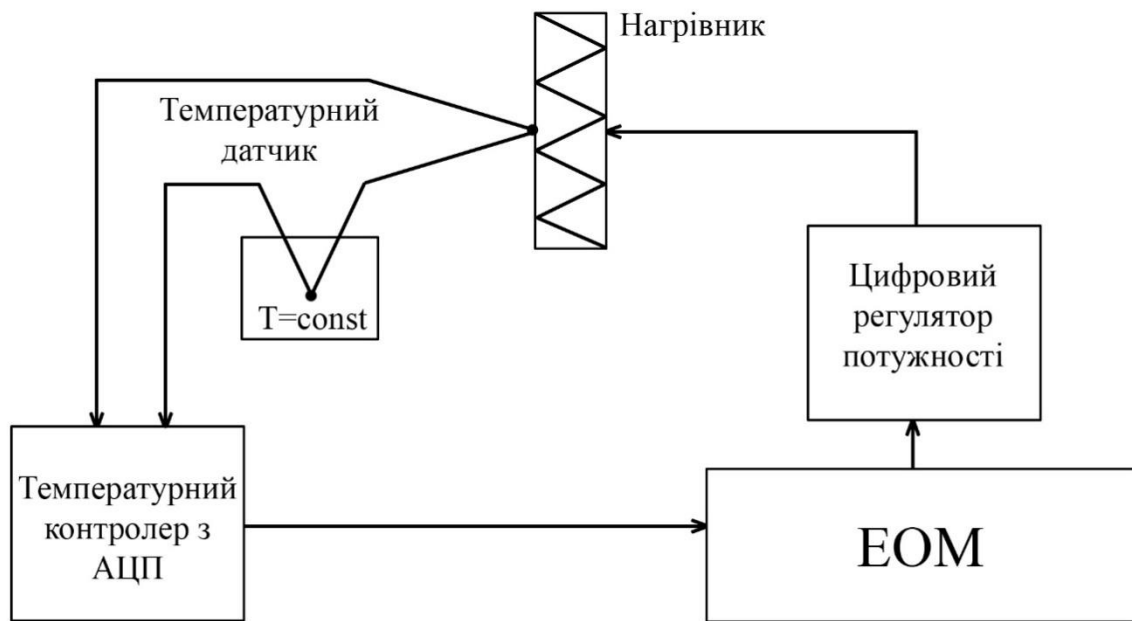 Нагрівник
Температурний
датчик
T=const
Цифровий
регулятор
потужності
Температурний
контролер з
АЦП
ЕОМ